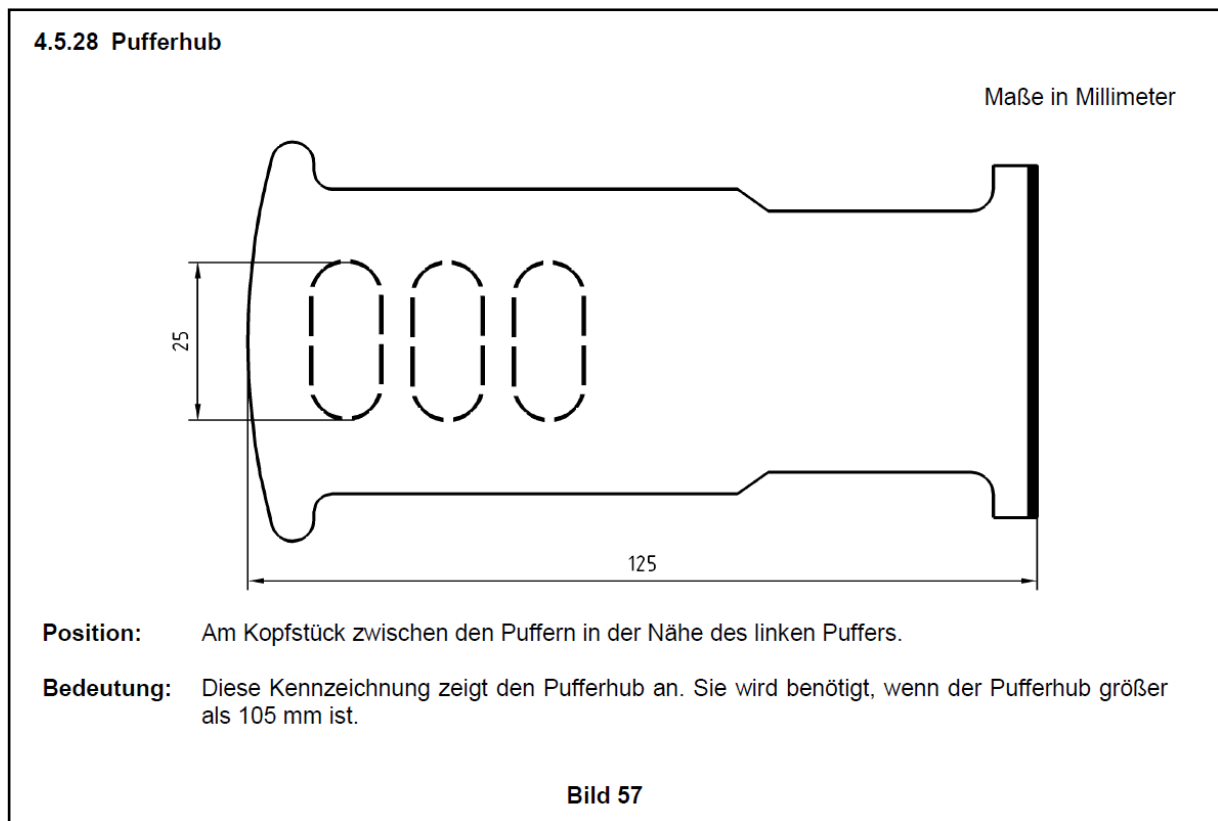 4.5.28 Pufferhub
Maße in Millimeter
25
125
Position: Am Kopfstück zwischen den Puffern in der Nähe des linken Puffers.
Bedeutung: Diese Kennzeichnung zeigt den Pufferhub an. Sie wird benötigt, wenn der Pufferhub größer
als 105 mm ist.
Bild 57